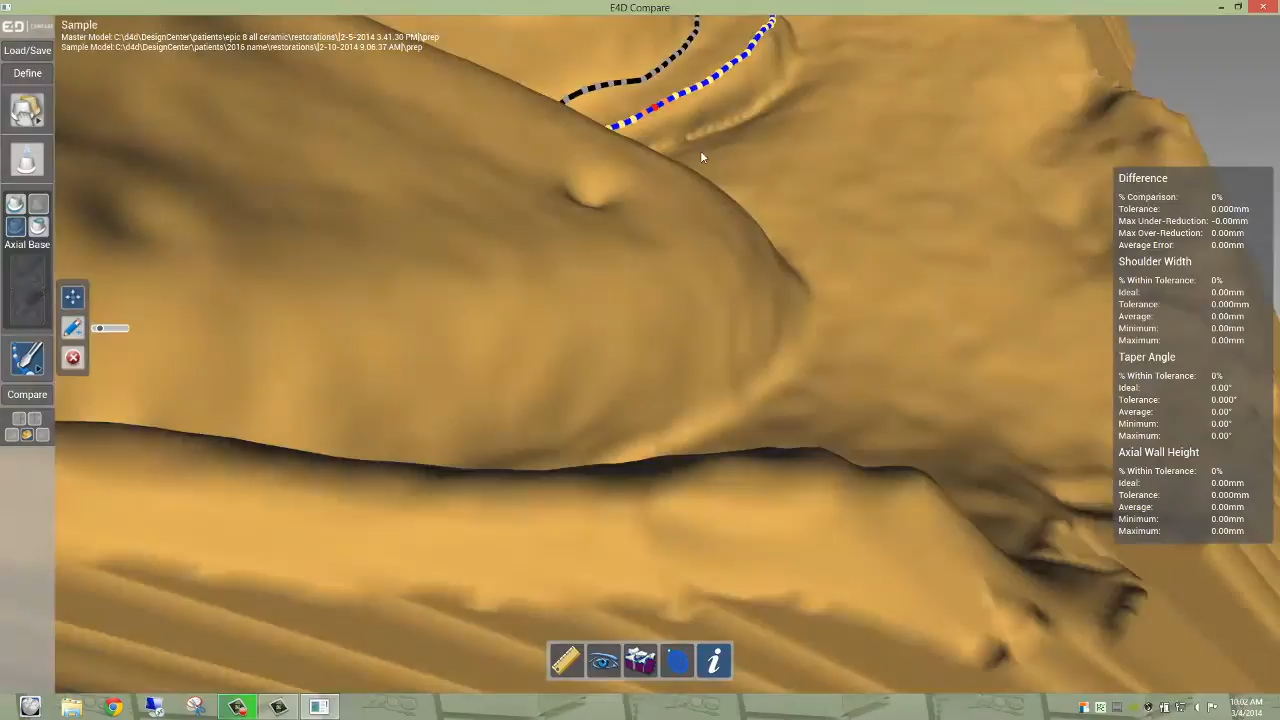 E4D Compare
E4D | COMPARE
Sample
Master Model: C:\d4d\DesignCenter\patients\epic 8 all ceramic\restorations\|2-5-2014 3.41.30 PM|\prep
Sample Model: C:\d4d\DesignCenter\patients\2016 name\restorations\|2-10-2014 9.06.37 AM|\prep
Load/Save
Define
Axial Base
Compare
Difference
% Comparison: 0%
Tolerance: 0.000mm
Max Under-Reduction: -0.00mm
Max Over-Reduction: 0.00mm
Average Error: 0.00mm
Shoulder Width
% Within Tolerance: 0%
Ideal: 0.00mm
Tolerance: 0.000mm
Average: 0.00mm
Minimum: 0.00mm
Maximum: 0.00mm
Taper Angle
% Within Tolerance: 0%
Ideal: 0.00°
Tolerance: 0.000°
Average: 0.00°
Minimum: 0.00°
Maximum: 0.00°
Axial Wall Height
% Within Tolerance: 0%
Ideal: 0.00mm
Tolerance: 0.000mm
Average: 0.00mm
Minimum: 0.00mm
Maximum: 0.00mm
10:02 AM
3/4/2014